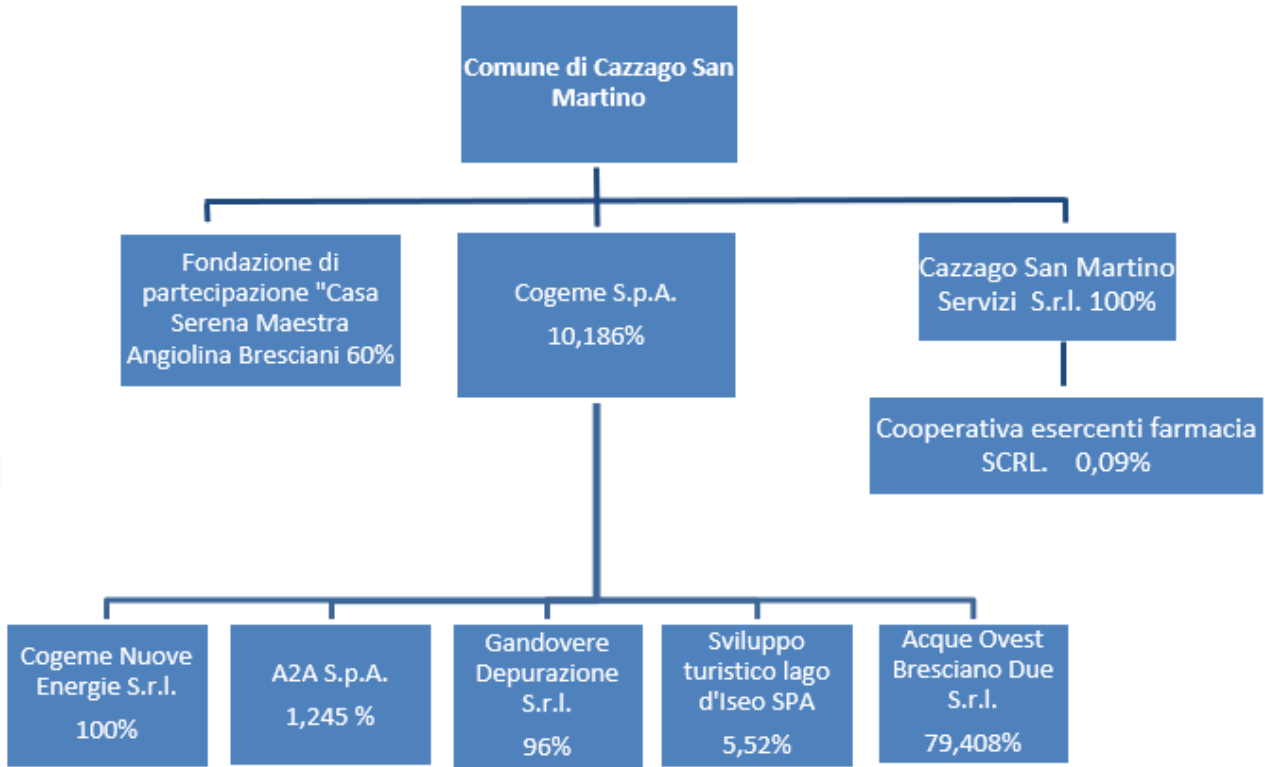 Comune di Cazzago San
Martino
Fondazione di
partecipazione "Casa
Serena Maestra
Angiolina Bresciani 60%
Cogeme S.p.A.
10,186%
Cazzago San Martino
Servizi S.r.l. 100%
Cooperativa esercenti farmacia
SCRL. 0,09%
Cogeme Nuove
Energie S.r.l.
100%
A2A S.p.A.
1,245 %
Gandovere
Depurazione
S.r.l.
96%
Sviluppo
turistico lago
d'Iseo SPA
5,52%
Acque Ovest
Bresciano Due
S.r.l.
79,408%